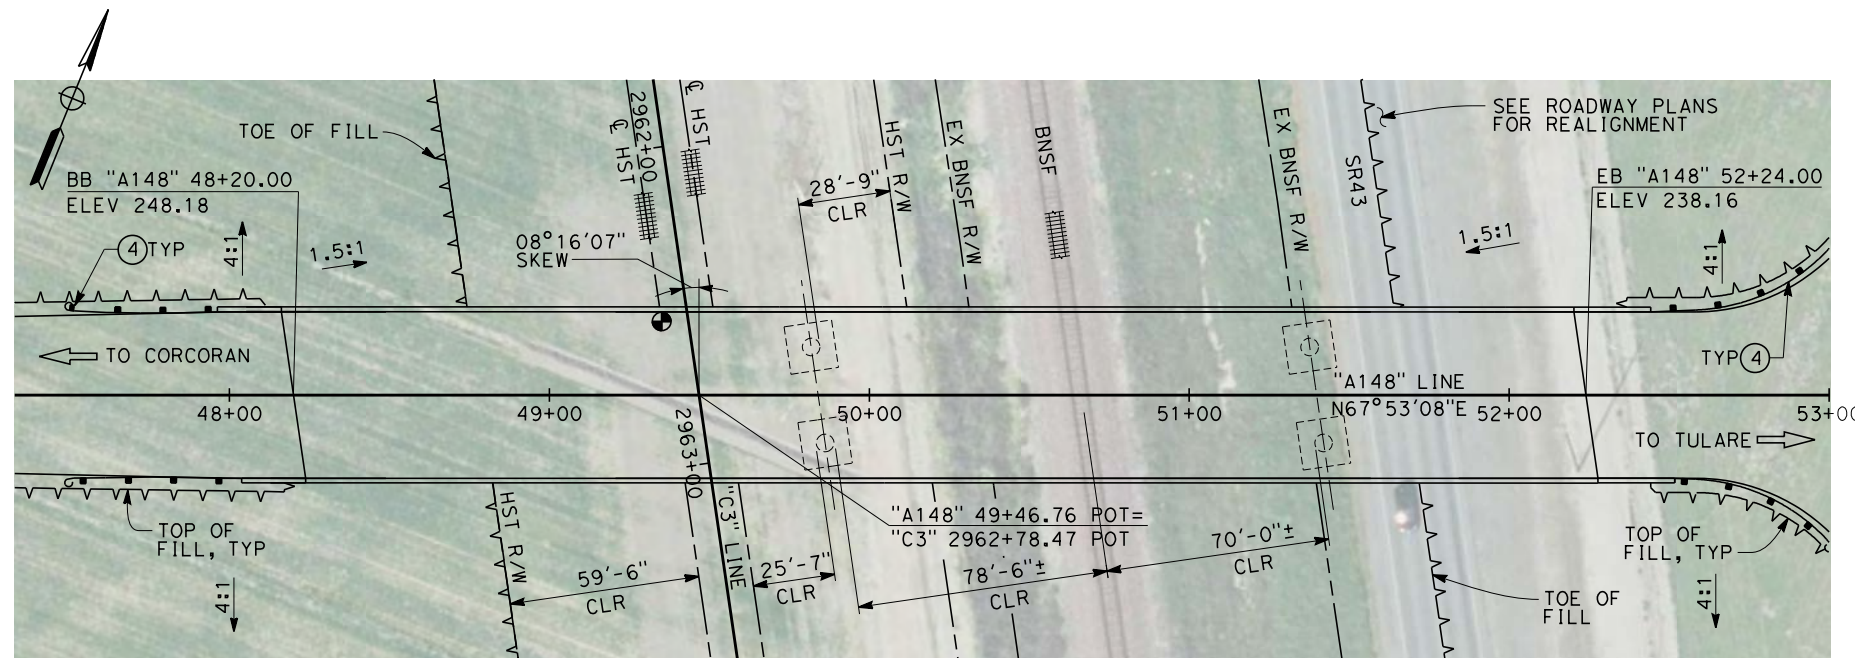 TOE OF FILL
BB "A148" 48+20.00
ELEV 248.18
4 TYP
4:1
1.5:1
08°16'07"
SKEW
2962+00
℄ HST
℄ HST
28'-9"
CLR
HST R/W
EX BNSF R/W
BNSF
EX BNSF R/W
SR43
SEE ROADWAY PLANS
FOR REALIGNMENT
EB "A148" 52+24.00
ELEV 238.16
1.5:1
4:1
TO CORCORAN
TYP 4
"A148" LINE
N67°53'08"E
48+00
49+00
50+00
51+00
52+00
53+00
2963+00
TO TULARE
TOP OF
FILL, TYP
4:1
HST R/W
59'-6"
CLR
"C3" LINE
25'-7"
CLR
"A148" 49+46.76 POT=
"C3" 2962+78.47 POT
78'-6"±
CLR
70'-0"±
CLR
TOE OF
FILL
TOP OF
FILL, TYP
4:1